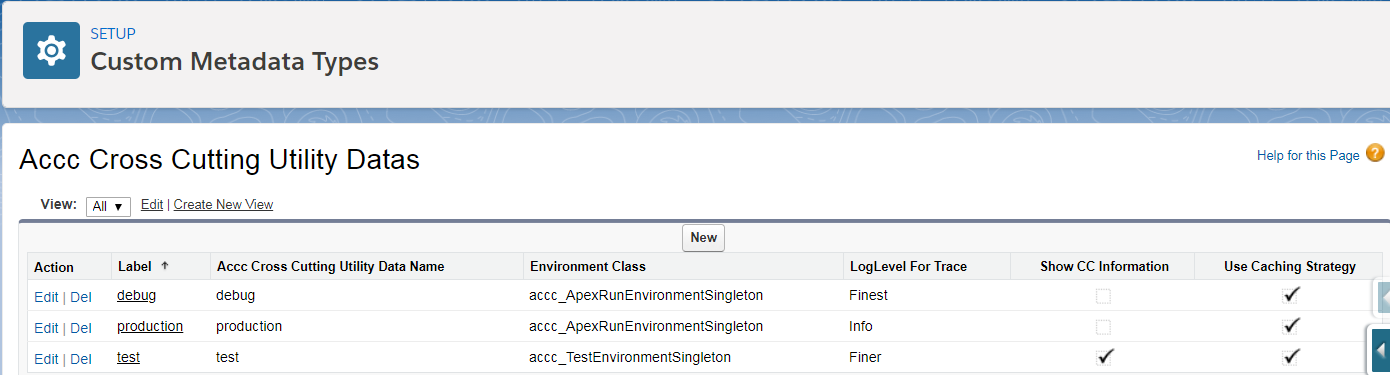 SETUP
Custom Metadata Types
Accc Cross Cutting Utility Datas
Help for this Page ?
View: All ▼ Edit | Create New View
New
Action Label ↑ Accc Cross Cutting Utility Data Name Environment Class LogLevel For Trace Show CC Information Use Caching Strategy
Edit | Del debug debug accc_ApexRunEnvironmentSingleton Finest ✓
Edit | Del production production accc_ApexRunEnvironmentSingleton Info ✓
Edit | Del test test accc_TestEnvironmentSingleton Finer ✓ ✓